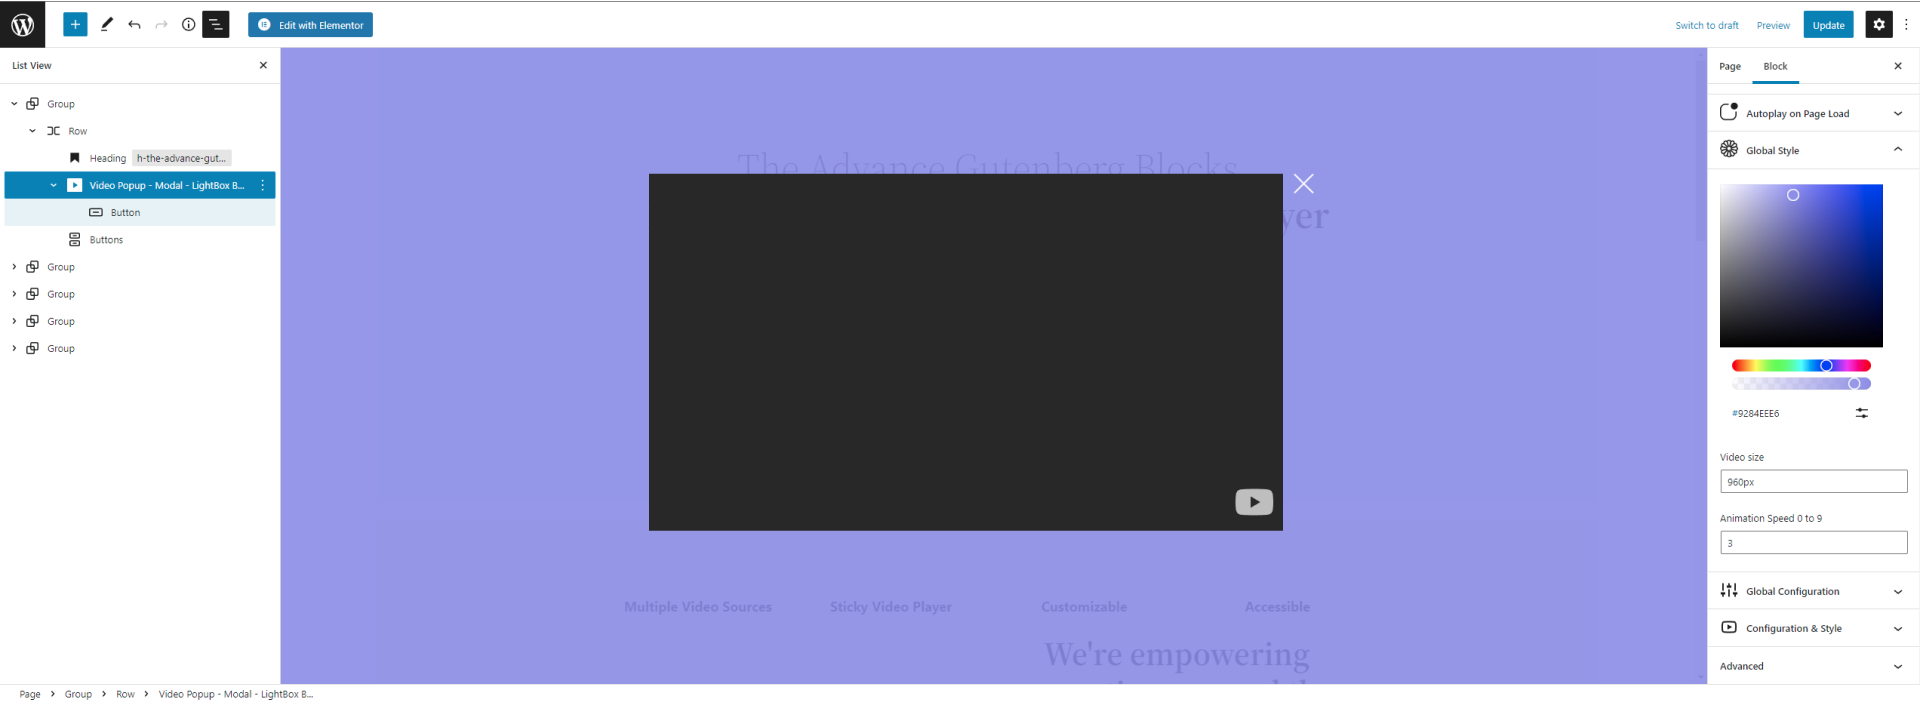 Edit with Elementor
Switch to draft
Preview
Update
List View
Group
Row
Heading h-the-advance-gut...
Video Popup - Modal - LightBox B...
Button
Buttons
Group
Group
Group
Group
The Advance Gutenberg Blocks
Multiple Video Sources
Sticky Video Player
Customizable
Accessible
We're empowering
Page
Block
Autoplay on Page Load
Global Style
#9284EEE6
Video size
960px
Animation Speed 0 to 9
3
Global Configuration
Configuration & Style
Advanced
Page > Group > Row > Video Popup - Modal - LightBox B...